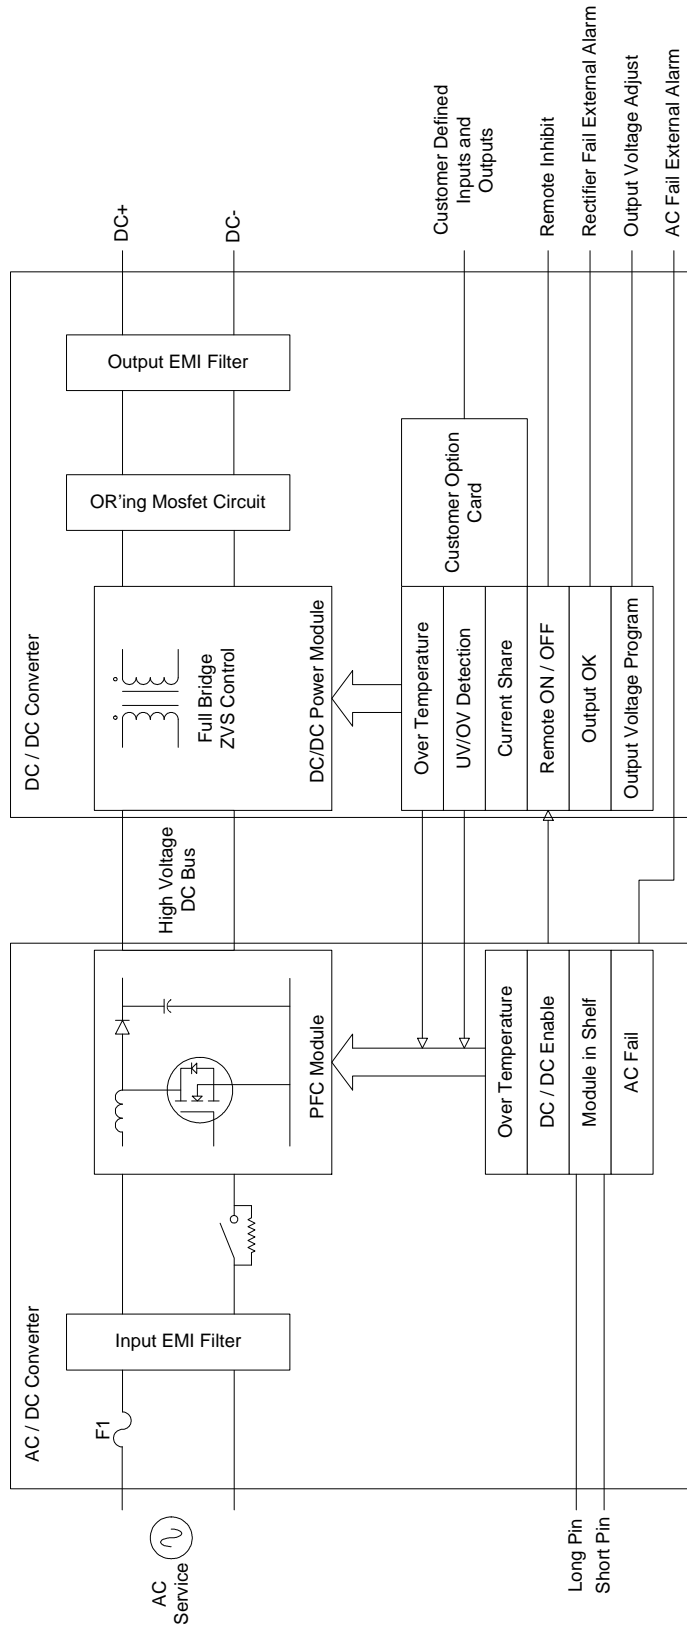 AC / DC Converter
DC / DC Converter
F1
AC
Service
Input EMI Filter
PFC Module
High Voltage
DC Bus
Full Bridge
ZVS Control
DC/DC Power Module
OR'ing Mosfet Circuit
Output EMI Filter
DC+
DC-
Long Pin
Short Pin
Over Temperature
DC / DC Enable
Module in Shelf
AC Fail
Over Temperature
UV/OV Detection
Current Share
Remote ON / OFF
Output OK
Output Voltage Program
Customer Option
Card
Customer Defined
Inputs and
Outputs
Remote Inhibit
Rectifier Fail External Alarm
Output Voltage Adjust
AC Fail External Alarm